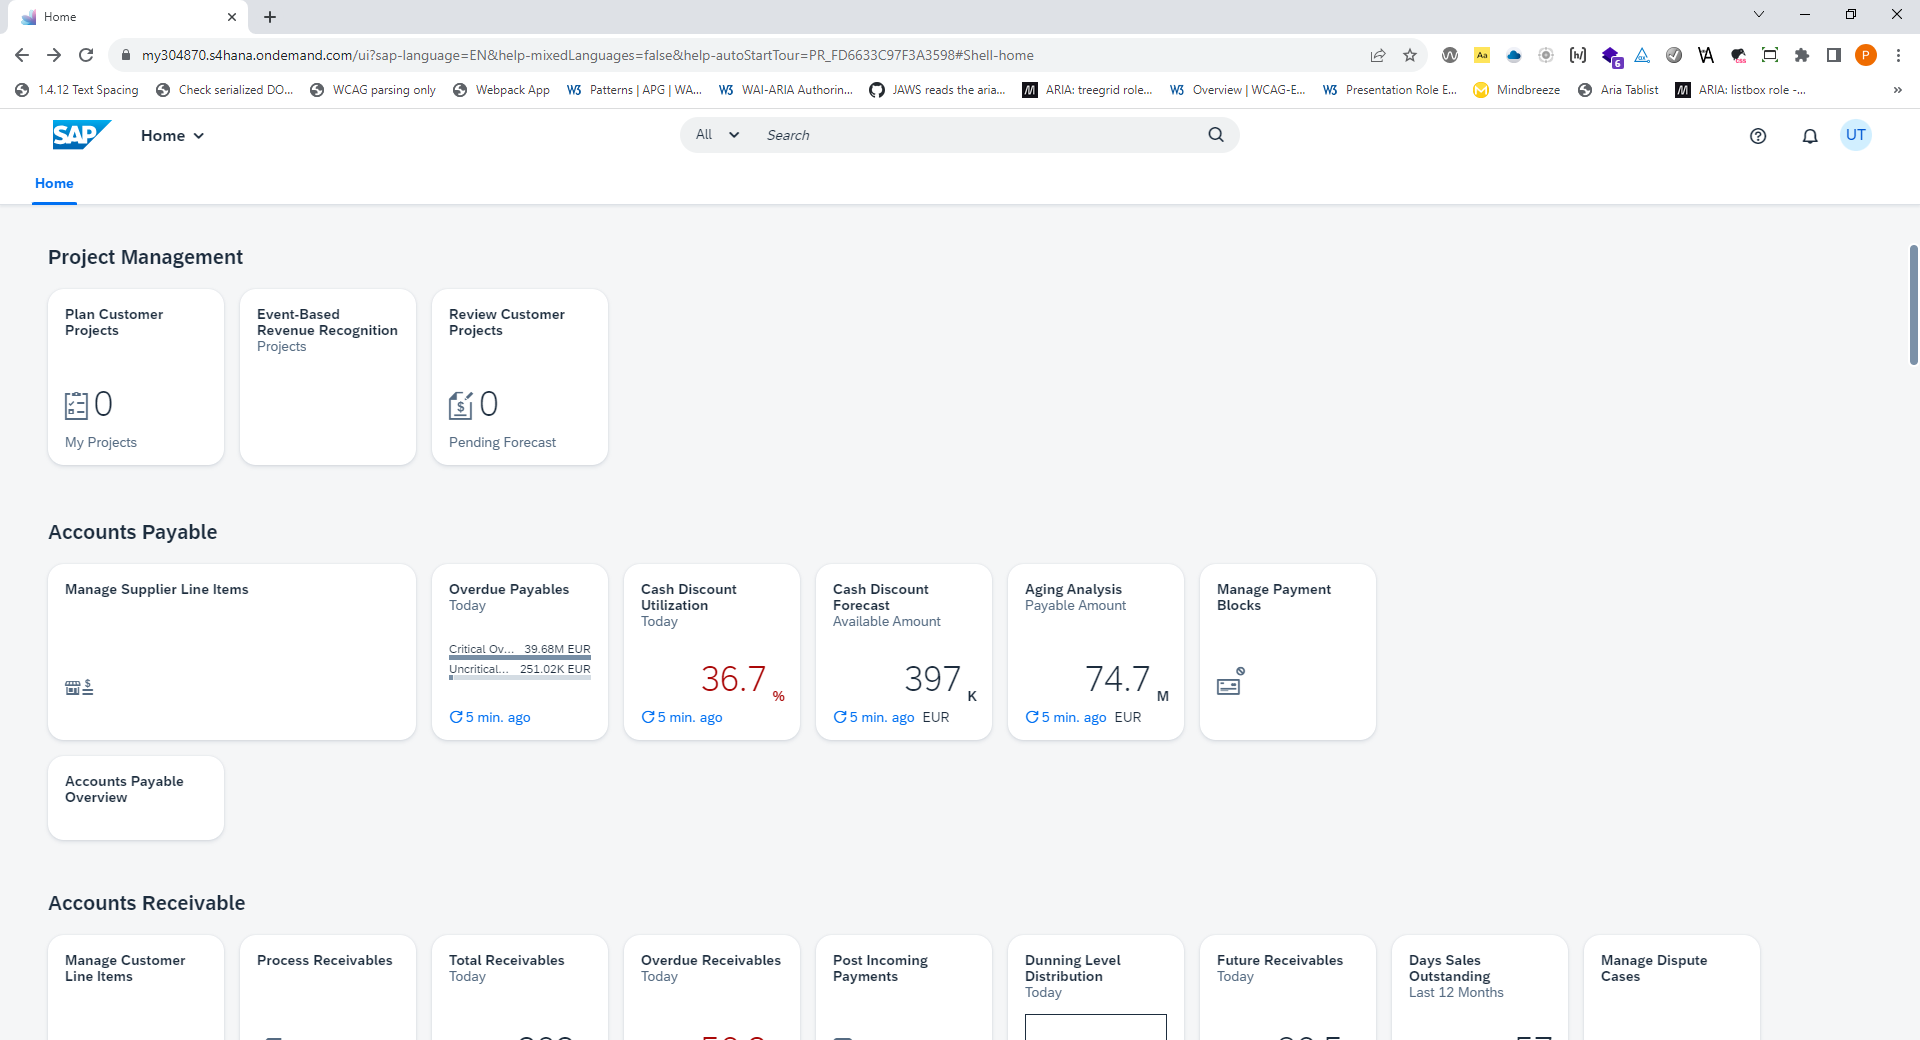 Home
my304870.s4hana.ondemand.com/ui?sap-language=EN&help-mixedLanguages=false&help-autoStartTour=PR_FD6633C97F3A3598#Shell-home
Aa
[h/]
6
css
P
1.4.12 Text Spacing
Check serialized DO...
WCAG parsing only
Webpack App
W3 Patterns | APG | WA...
W3 WAI-ARIA Authorin...
JAWS reads the aria...
ARIA: treegrid role...
W3 Overview | WCAG-E...
W3 Presentation Role E...
Mindbreeze
Aria Tablist
ARIA: listbox role -...
SAP
Home
All
Search
UT
Home
Project Management
Plan Customer
Projects
0
My Projects
Event-Based
Revenue Recognition
Projects
Review Customer
Projects
0
Pending Forecast
Accounts Payable
Manage Supplier Line Items
Overdue Payables
Today
Critical Ov... 39.68M EUR
Uncritical... 251.02K EUR
5 min. ago
Cash Discount
Utilization
Today
36.7 %
5 min. ago
Cash Discount
Forecast
Available Amount
397 K
5 min. ago EUR
Aging Analysis
Payable Amount
74.7 M
5 min. ago EUR
Manage Payment
Blocks
Accounts Payable
Overview
Accounts Receivable
Manage Customer
Line Items
Process Receivables
Total Receivables
Today
Overdue Receivables
Today
Post Incoming
Payments
Dunning Level
Distribution
Today
Future Receivables
Today
Days Sales
Outstanding
Last 12 Months
57
Manage Dispute
Cases